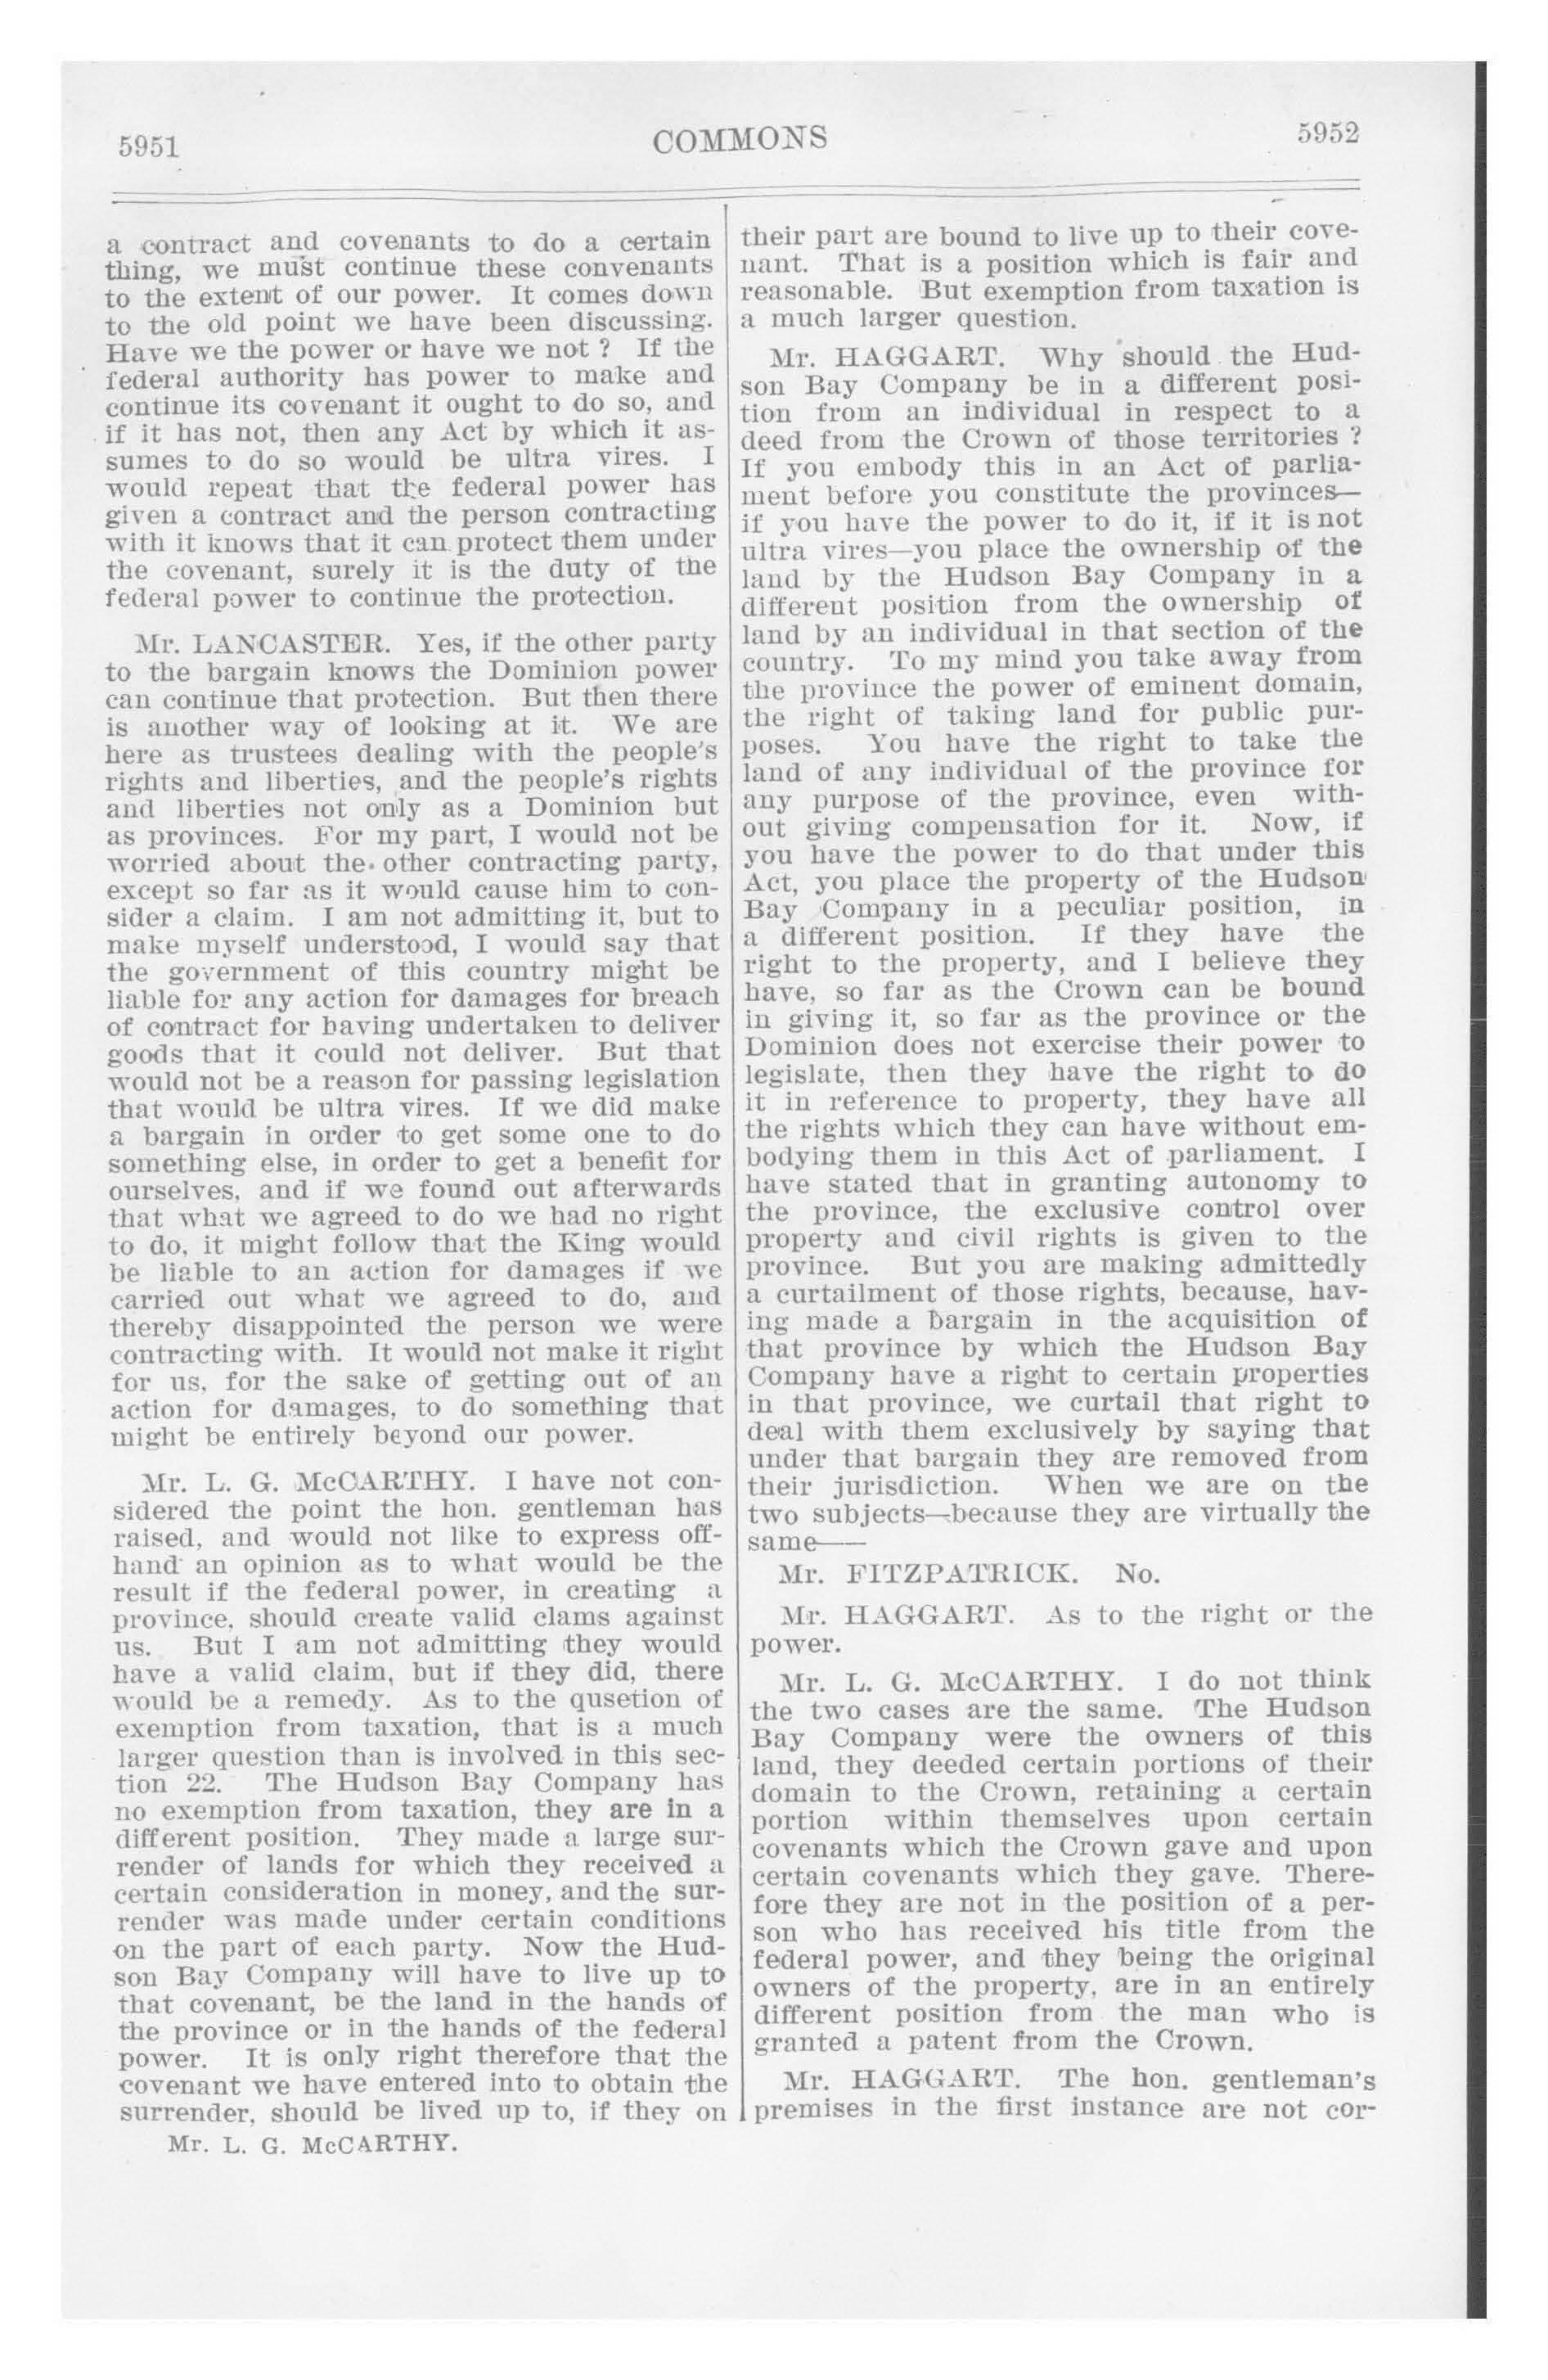 5951
COMMONS
5952
a contract and covenants to do a certain
thing, we must continue these convenants
to the extent of our power. It comes down
to the old point we have been discussing.
Have we the power or have we not ? If the
federal authority has power to make and
continue its covenant it ought to do so, and
if it has not, then any Act by which it as-
sumes to do so would be ultra vires. I
would repeat that the federal power has
given a contract and the person contracting
with it knows that it can protect them under
the covenant, surely it is the duty of the
federal power to continue the protection.
Mr. LANCASTER. Yes, if the other party
to the bargain knows the Dominion power
can continue that protection. But then there
is another way of looking at it. We are
here as trustees dealing with the people's
rights and liberties, and the people's rights
and liberties not only as a Dominion but
as provinces. For my part, I would not be
worried about the other contracting party,
except so far as it would cause him to con-
sider a claim. I am not admitting it, but to
make myself understood, I would say that
the government of this country might be
liable for any action for damages for breach
of contract for having undertaken to deliver
goods that it could not deliver. But that
would not be a reason for passing legislation
that would be ultra vires. If we did make
a bargain in order to get some one to do
something else, in order to get a benefit for
ourselves, and if we found out afterwards
that what we agreed to do we had no right
to do, it might follow that the King would
be liable to an action for damages if we
carried out what we agreed to do, and
thereby disappointed the person we were
contracting with. It would not make it right
for us, for the sake of getting out of an
action for damages, to do something that
might be entirely beyond our power.
Mr. L. G. McCARTHY. I have not con-
sidered the point the hon. gentleman has
raised, and would not like to express off-
hand an opinion as to what would be the
result if the federal power, in creating a
province, should create valid clams against
us. But I am not admitting they would
have a valid claim, but if they did, there
would be a remedy. As to the qusetion of
exemption from taxation, that is a much
larger question than is involved in this sec-
tion 22. The Hudson Bay Company has
no exemption from taxation, they are in a
different position. They made a large sur-
render of lands for which they received a
certain consideration in money, and the sur-
render was made under certain conditions
on the part of each party. Now the Hud-
son Bay Company will have to live up to
that covenant, be the land in the hands of
the province or in the hands of the federal
power. It is only right therefore that the
covenant we have entered into to obtain the
surrender, should be lived up to, if they on
Mr. L. G. McCARTHY.
their part are bound to live up to their cove-
nant. That is a position which is fair and
reasonable. But exemption from taxation is
a much larger question.
Mr. HAGGART. Why should the Hud-
son Bay Company be in a different posi-
tion from an individual in respect to a
deed from the Crown of those territories ?
If you embody this in an Act of parlia-
ment before you constitute the provinces—
if you have the power to do it, if it is not
ultra vires—you place the ownership of the
land by the Hudson Bay Company in a
different position from the ownership of
land by an individual in that section of the
country. To my mind you take away from
the province the power of eminent domain,
the right of taking land for public pur-
poses. You have the right to take the
land of any individual of the province for
any purpose of the province, even with-
out giving compensation for it. Now, if
you have the power to do that under this
Act, you place the property of the Hudson
Bay Company in a peculiar position, in
a different position. If they have the
right to the property, and I believe they
have, so far as the Crown can be bound
in giving it, so far as the province or the
Dominion does not exercise their power to
legislate, then they have the right to do
it in reference to property, they have all
the rights which they can have without em-
bodying them in this Act of parliament. I
have stated that in granting autonomy to
the province, the exclusive control over
property and civil rights is given to the
province. But you are making admittedly
a curtailment of those rights, because, hav-
ing made a bargain in the acquisition of
that province by which the Hudson Bay
Company have a right to certain properties
in that province, we curtail that right to
deal with them exclusively by saying that
under that bargain they are removed from
their jurisdiction. When we are on the
two subjects—because they are virtually the
same——
Mr. FITZPATRICK. No.
Mr. HAGGART. As to the right or the
power.
Mr. L. G. McCARTHY. I do not think
the two cases are the same. The Hudson
Bay Company were the owners of this
land, they deeded certain portions of their
domain to the Crown, retaining a certain
portion within themselves upon certain
covenants which the Crown gave and upon
certain covenants which they gave. There-
fore they are not in the position of a per-
son who has received his title from the
federal power, and they being the original
owners of the property, are in an entirely
different position from the man who is
granted a patent from the Crown.
Mr. HAGGART. The hon. gentleman's
premises in the first instance are not cor-